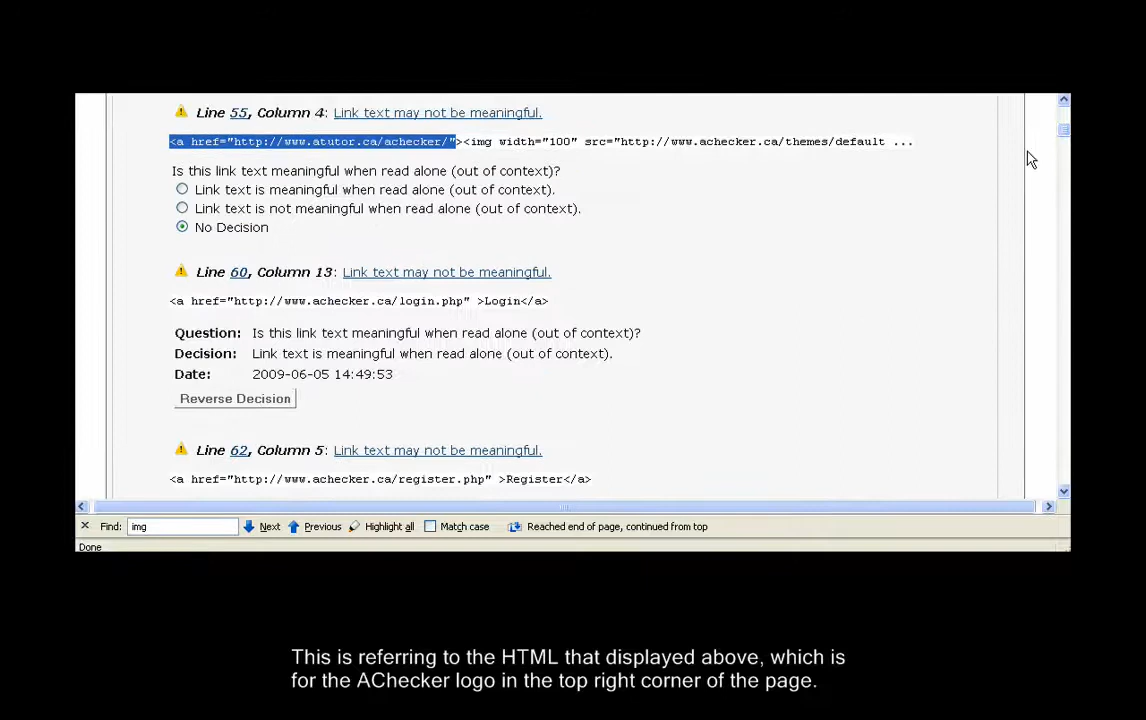 Line 55, Column 4: Link text may not be meaningful.
<a href="http://www.atutor.ca/achecker/"><img width="100" src="http://www.achecker.ca/themes/default ...
Is this link text meaningful when read alone (out of context)?
Link text is meaningful when read alone (out of context).
Link text is not meaningful when read alone (out of context).
No Decision
Line 60, Column 13: Link text may not be meaningful.
<a href="http://www.achecker.ca/login.php" >Login</a>
Question: Is this link text meaningful when read alone (out of context)?
Decision: Link text is meaningful when read alone (out of context).
Date: 2009-06-05 14:49:53
Reverse Decision
Line 62, Column 5: Link text may not be meaningful.
<a href="http://www.achecker.ca/register.php" >Register</a>
Find: img Next Previous Highlight all Match case Reached end of page, continued from top
Done
This is referring to the HTML that displayed above, which is
for the AChecker logo in the top right corner of the page.